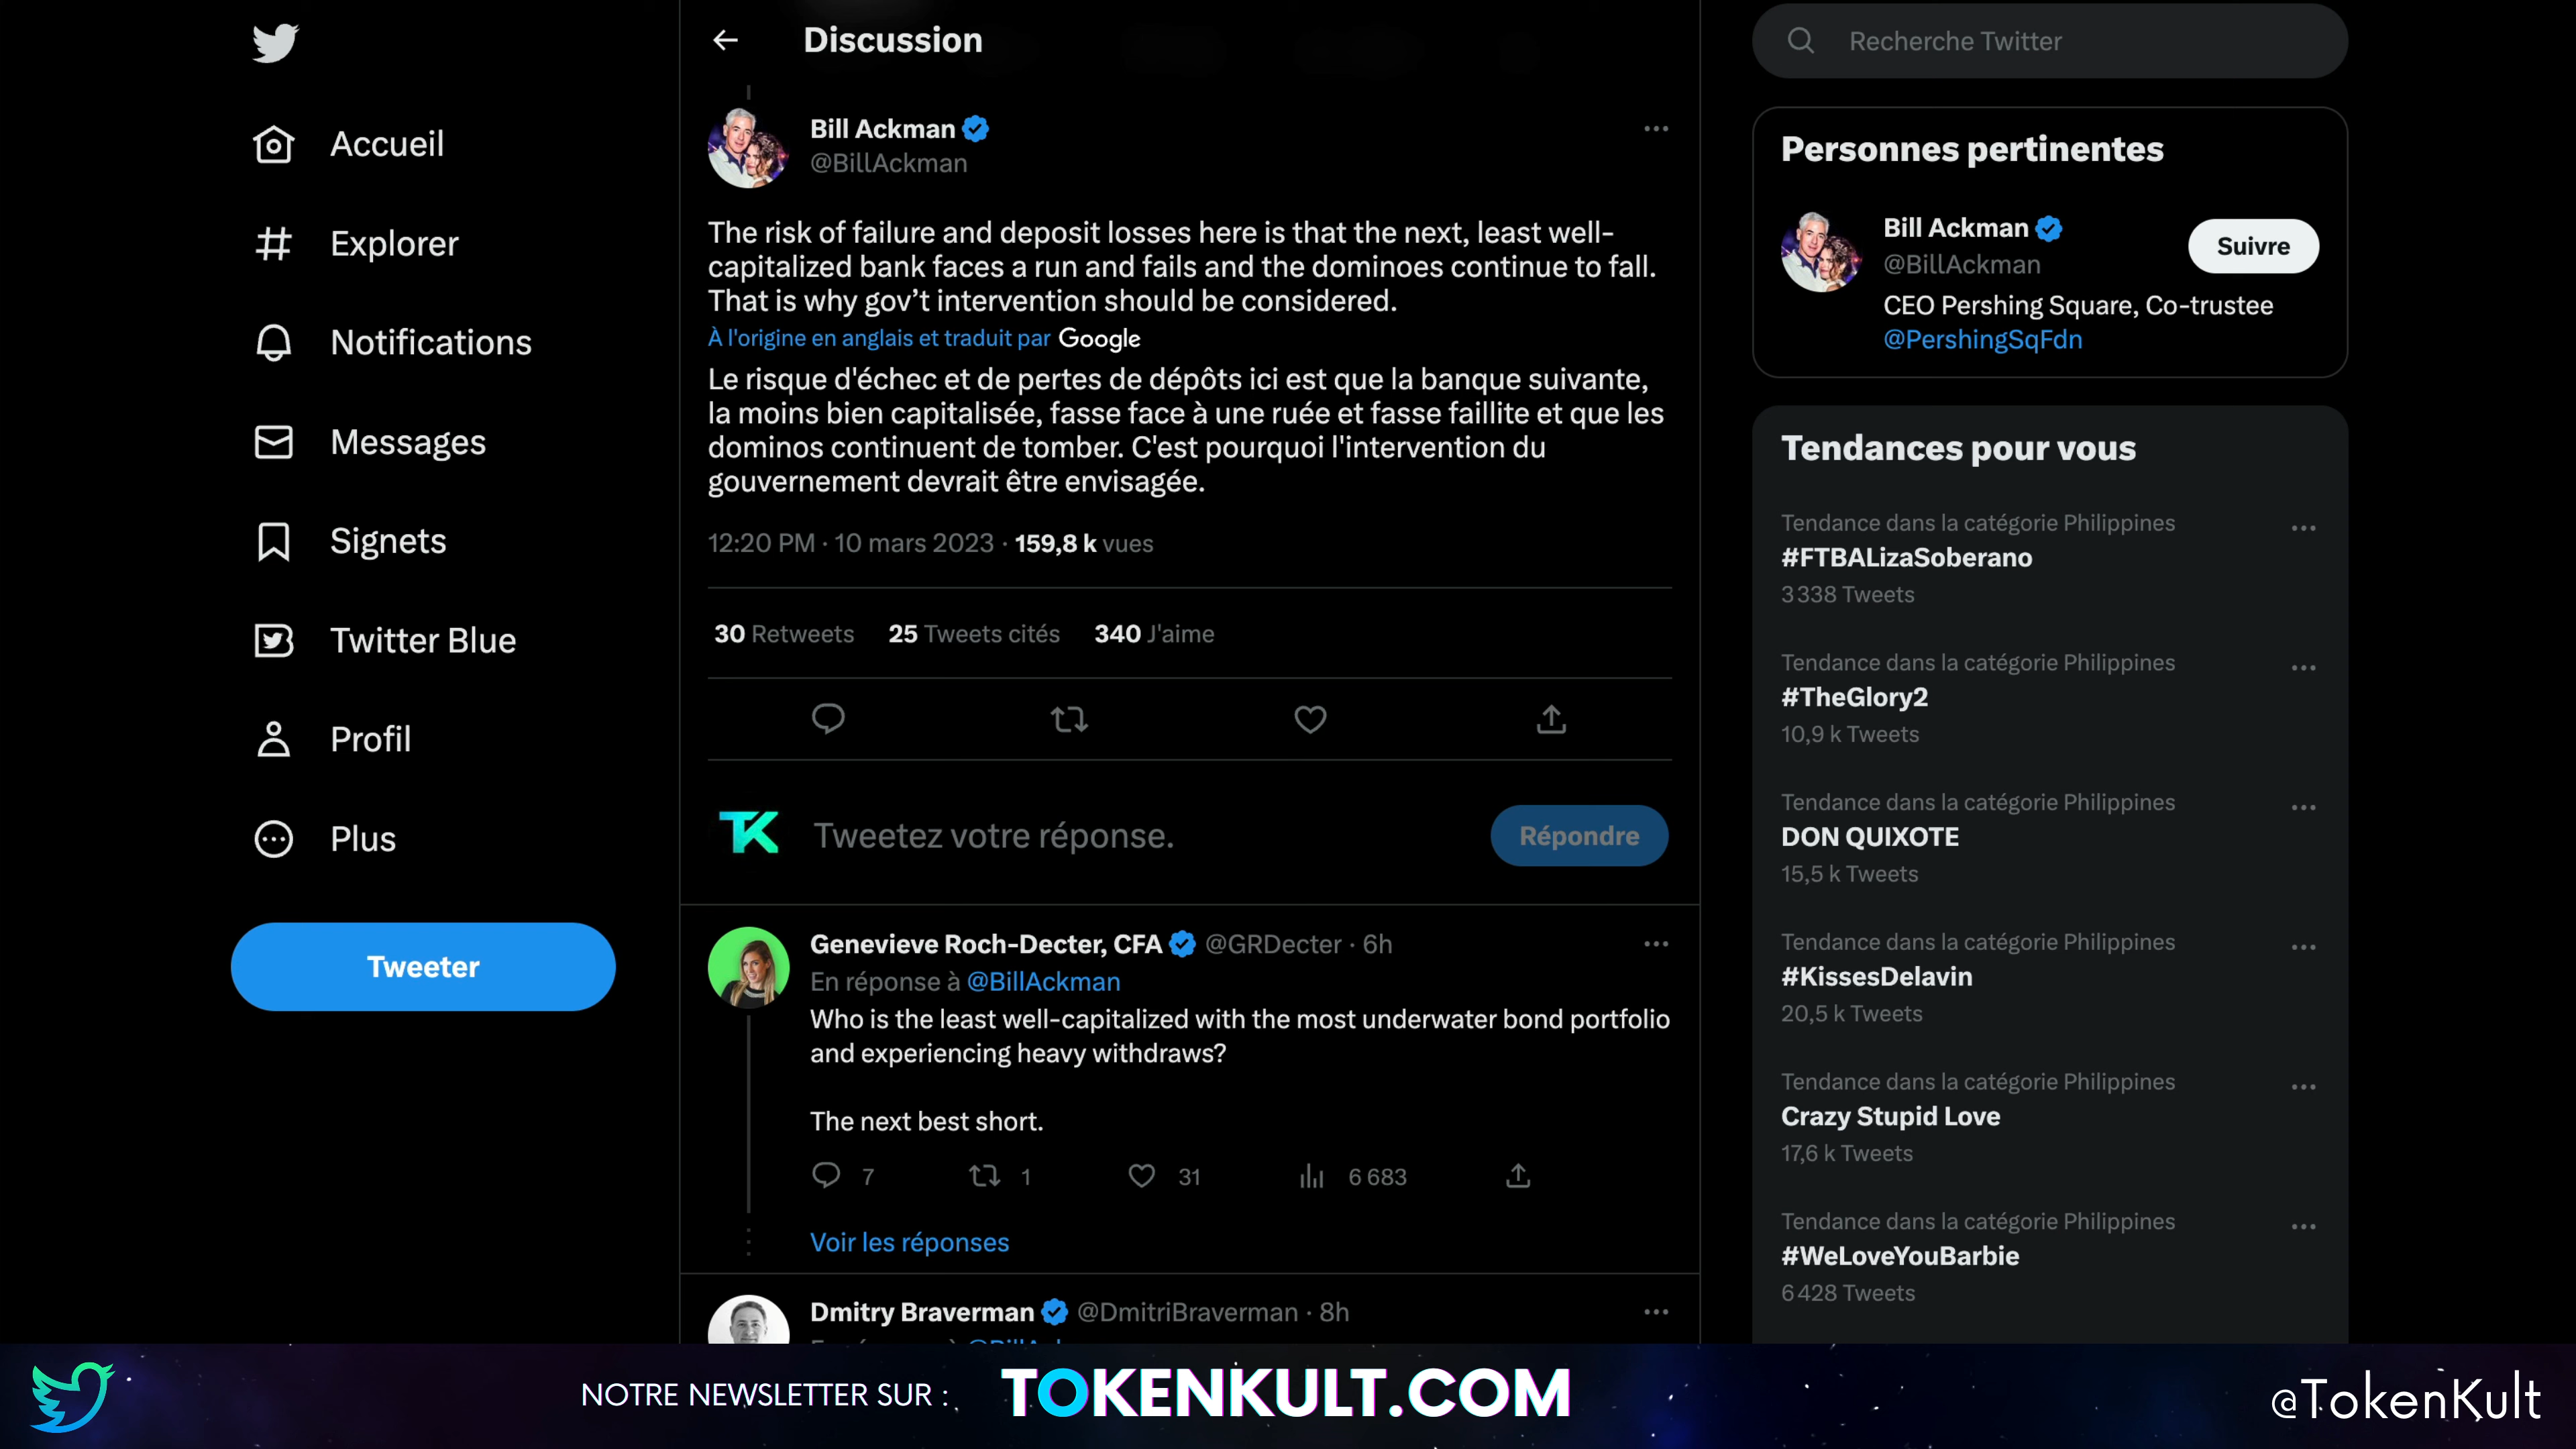 Accueil
Explorer
Notifications
Messages
Signets
Twitter Blue
Profil
Plus
Tweeter
Discussion
Bill Ackman
@BillAckman
The risk of failure and deposit losses here is that the next, least well-
capitalized bank faces a run and fails and the dominoes continue to fall.
That is why gov’t intervention should be considered.
À l'origine en anglais et traduit par Google
Le risque d'échec et de pertes de dépôts ici est que la banque suivante,
la moins bien capitalisée, fasse face à une ruée et fasse faillite et que les
dominos continuent de tomber. C'est pourquoi l'intervention du
gouvernement devrait être envisagée.
12:20 PM · 10 mars 2023 · 159,8 k vues
30 Retweets 25 Tweets cités 340 J'aime
TK
Tweetez votre réponse.
Répondre
Genevieve Roch-Decter, CFA @GRDecter · 6h
En réponse à @BillAckman
Who is the least well-capitalized with the most underwater bond portfolio
and experiencing heavy withdraws?
The next best short.
7 1 31 6 683
Voir les réponses
Dmitry Braverman @DmitriBraverman · 8h
Recherche Twitter
Personnes pertinentes
Bill Ackman
@BillAckman
Suivre
CEO Pershing Square, Co-trustee
@PershingSqFdn
Tendances pour vous
Tendance dans la catégorie Philippines
#FTBALizaSoberano
3 338 Tweets
Tendance dans la catégorie Philippines
#TheGlory2
10,9 k Tweets
Tendance dans la catégorie Philippines
DON QUIXOTE
15,5 k Tweets
Tendance dans la catégorie Philippines
#KissesDelavin
20,5 k Tweets
Tendance dans la catégorie Philippines
Crazy Stupid Love
17,6 k Tweets
Tendance dans la catégorie Philippines
#WeLoveYouBarbie
6 428 Tweets
NOTRE NEWSLETTER SUR : TOKENKULT.COM
@TokenKult